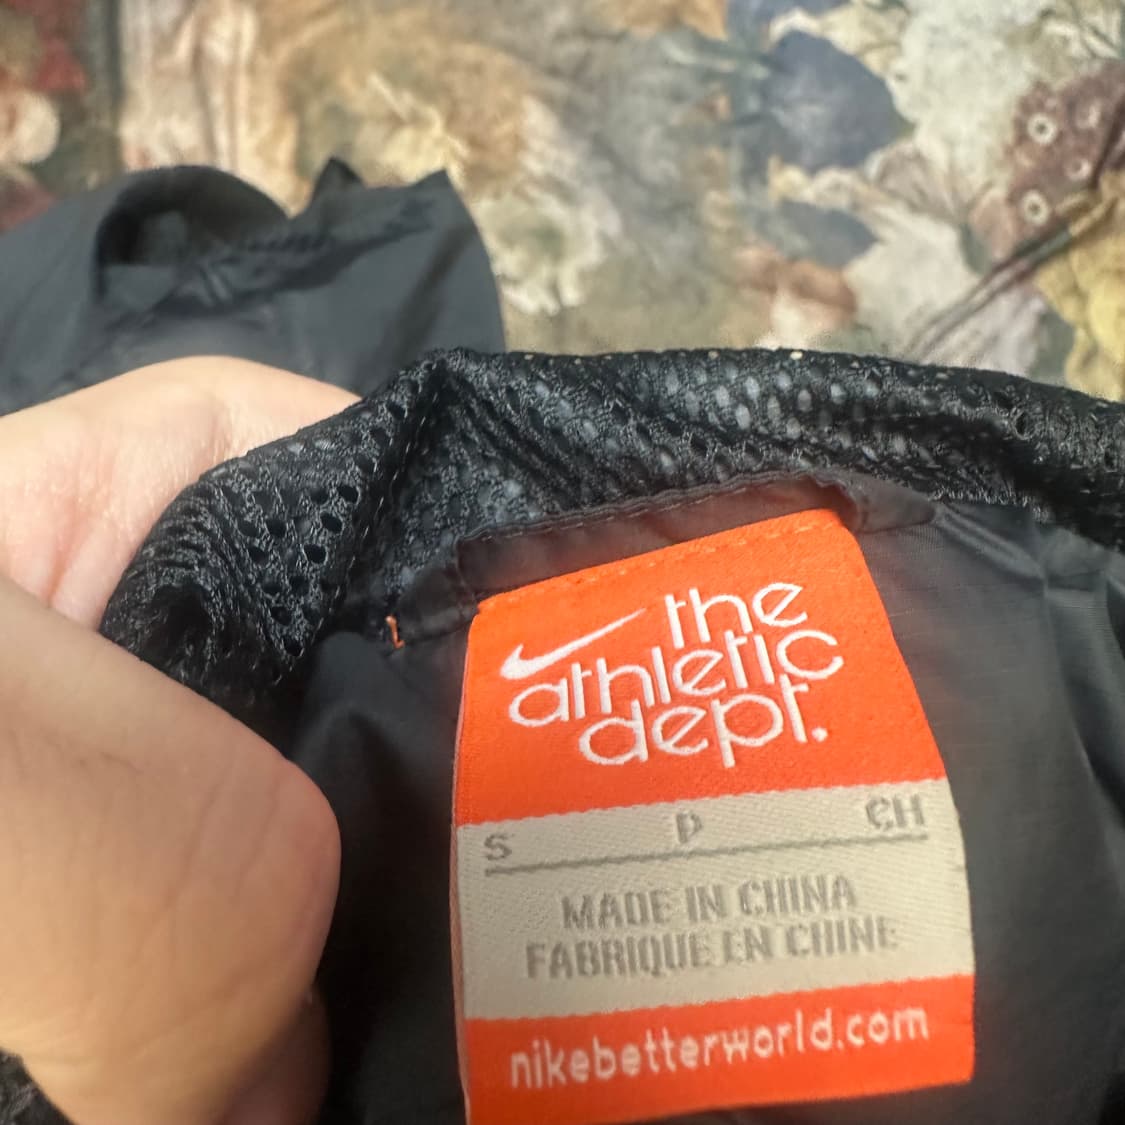 the
athletic
dept.
S P CH
MADE IN CHINA
FABRIQUE EN CHINE
nikebetterworld.com